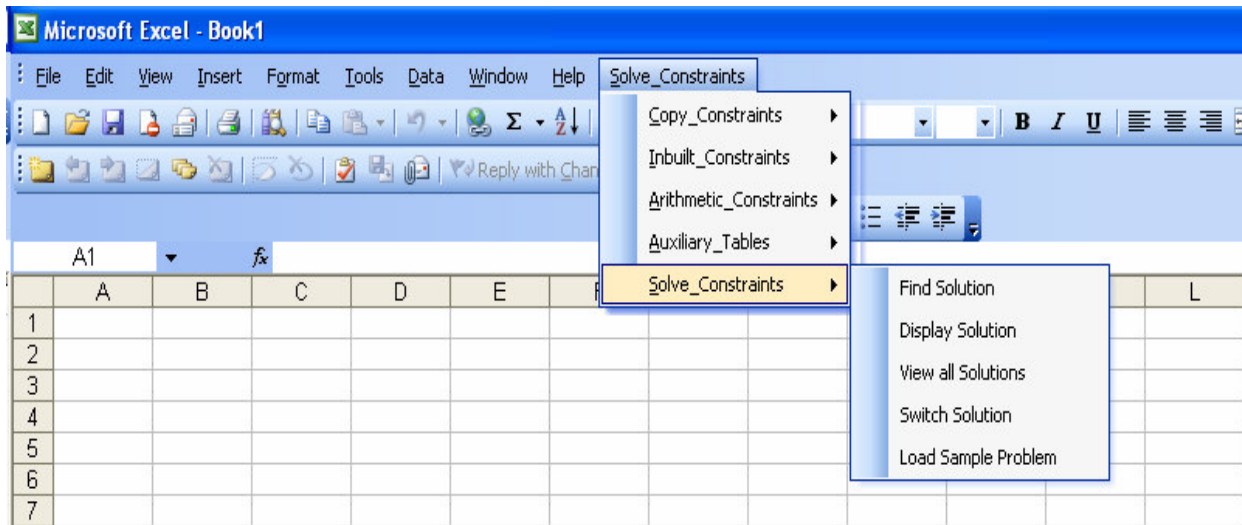 Microsoft Excel - Book1
File Edit View Insert Format Tools Data Window Help Solve_Constraints
Copy_Constraints
B I U
Inbuilt_Constraints
Reply with Chan
Arithmetic_Constraints
Auxiliary_Tables
A1 fx
Solve_Constraints
A B C D E L
Find Solution
Display Solution
View all Solutions
Switch Solution
Load Sample Problem
1
2
3
4
5
6
7